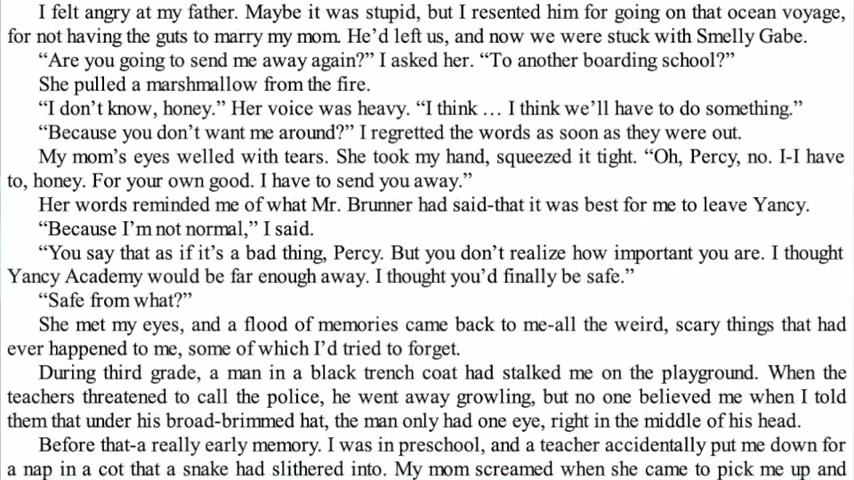 I felt angry at my father. Maybe it was stupid, but I resented him for going on that ocean voyage,
for not having the guts to marry my mom. He’d left us, and now we were stuck with Smelly Gabe.
“Are you going to send me away again?” I asked her. “To another boarding school?”
She pulled a marshmallow from the fire.
“I don’t know, honey.” Her voice was heavy. “I think … I think we’ll have to do something.”
“Because you don’t want me around?” I regretted the words as soon as they were out.
My mom’s eyes welled with tears. She took my hand, squeezed it tight. “Oh, Percy, no. I-I have
to, honey. For your own good. I have to send you away.”
Her words reminded me of what Mr. Brunner had said-that it was best for me to leave Yancy.
“Because I’m not normal,” I said.
“You say that as if it’s a bad thing, Percy. But you don’t realize how important you are. I thought
Yancy Academy would be far enough away. I thought you’d finally be safe.”
“Safe from what?”
She met my eyes, and a flood of memories came back to me-all the weird, scary things that had
ever happened to me, some of which I’d tried to forget.
During third grade, a man in a black trench coat had stalked me on the playground. When the
teachers threatened to call the police, he went away growling, but no one believed me when I told
them that under his broad-brimmed hat, the man only had one eye, right in the middle of his head.
Before that-a really early memory. I was in preschool, and a teacher accidentally put me down for
a nap in a cot that a snake had slithered into. My mom screamed when she came to pick me up and